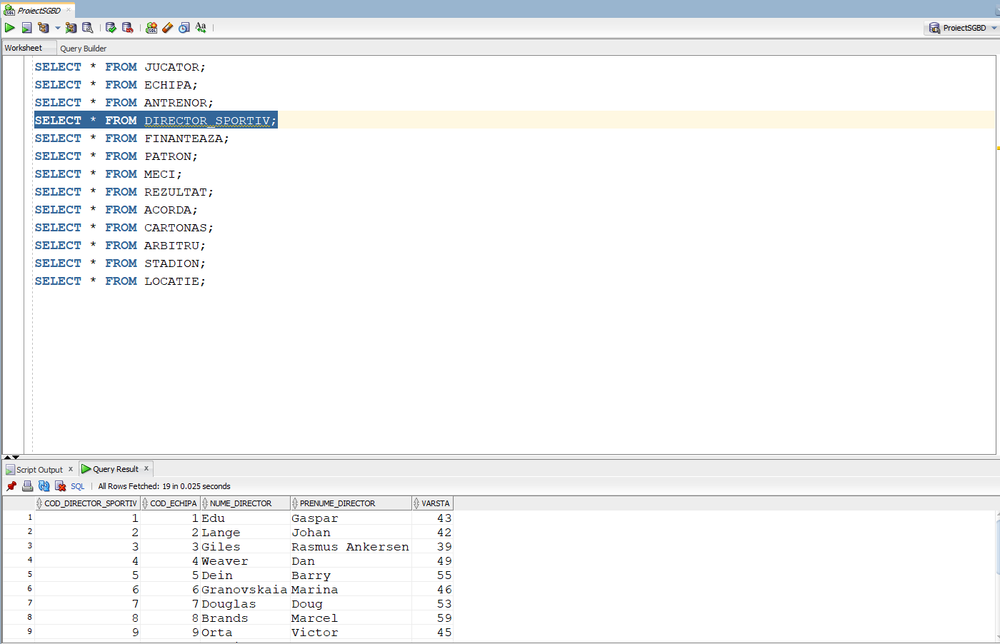 ProiectSGBD
ProiectSGBD
Worksheet Query Builder
SELECT * FROM JUCATOR;
SELECT * FROM ECHIPA;
SELECT * FROM ANTRENOR;
SELECT * FROM DIRECTOR_SPORTIV;
SELECT * FROM FINANTEAZA;
SELECT * FROM PATRON;
SELECT * FROM MECI;
SELECT * FROM REZULTAT;
SELECT * FROM ACORDA;
SELECT * FROM CARTONAS;
SELECT * FROM ARBITRU;
SELECT * FROM STADION;
SELECT * FROM LOCATIE;
Script Output x Query Result x
SQL | All Rows Fetched: 19 in 0.025 seconds
COD_DIRECTOR_SPORTIV COD_ECHIPA NUME_DIRECTOR PRENUME_DIRECTOR VARSTA
1 1 1 Edu Gaspar 43
2 2 2 Lange Johan 42
3 3 3 Giles Rasmus Ankersen 39
4 4 4 Weaver Dan 49
5 5 5 Dein Barry 55
6 6 6 Granovskaia Marina 46
7 7 7 Douglas Doug 53
8 8 8 Brands Marcel 59
9 9 9 Orta Victor 45